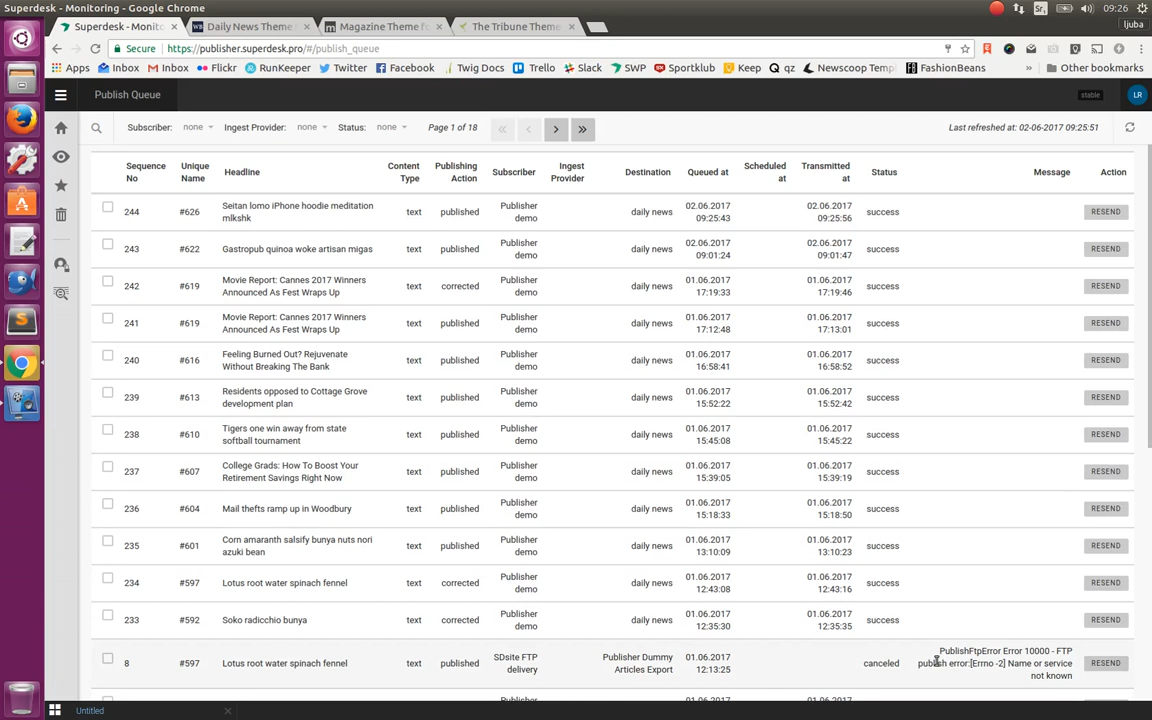 Superdesk - Monitoring - Google Chrome
Sr,
09:26
Superdesk - Monito
Daily News Theme
Magazine Theme fo
The Tribune Theme
ljuba
Secure
https://publisher.superdesk.pro/#/publish_queue
Apps
Inbox
Inbox
Flickr
RunKeeper
Twitter
Facebook
Twig Docs
Trello
Slack
SWP
Sportklub
Keep
qz
Newscoop Temp
FashionBeans
»
Other bookmarks
Publish Queue
stable
LR
Subscriber: none
Ingest Provider: none
Status: none
Page 1 of 18
Last refreshed at: 02-06-2017 09:25:51
Sequence No
Unique Name
Headline
Content Type
Publishing Action
Subscriber
Ingest Provider
Destination
Queued at
Scheduled at
Transmitted at
Status
Message
Action
244 #626 Seitan lomo iPhone hoodie meditation mlkshk text published Publisher demo daily news 02.06.2017 09:25:43 02.06.2017 09:25:56 success RESEND
243 #622 Gastropub quinoa woke artisan migas text published Publisher demo daily news 02.06.2017 09:01:24 02.06.2017 09:01:47 success RESEND
242 #619 Movie Report: Cannes 2017 Winners Announced As Fest Wraps Up text corrected Publisher demo daily news 01.06.2017 17:19:33 01.06.2017 17:19:46 success RESEND
241 #619 Movie Report: Cannes 2017 Winners Announced As Fest Wraps Up text published Publisher demo daily news 01.06.2017 17:12:48 01.06.2017 17:13:01 success RESEND
240 #616 Feeling Burned Out? Rejuvenate Without Breaking The Bank text published Publisher demo daily news 01.06.2017 16:58:41 01.06.2017 16:58:52 success RESEND
239 #613 Residents opposed to Cottage Grove development plan text published Publisher demo daily news 01.06.2017 15:52:22 01.06.2017 15:52:42 success RESEND
238 #610 Tigers one win away from state softball tournament text published Publisher demo daily news 01.06.2017 15:45:08 01.06.2017 15:45:22 success RESEND
237 #607 College Grads: How To Boost Your Retirement Savings Right Now text published Publisher demo daily news 01.06.2017 15:39:05 01.06.2017 15:39:19 success RESEND
236 #604 Mail thefts ramp up in Woodbury text published Publisher demo daily news 01.06.2017 15:18:33 01.06.2017 15:18:50 success RESEND
235 #601 Corn amaranth salsify bunya nuts nori azuki bean text published Publisher demo daily news 01.06.2017 13:10:09 01.06.2017 13:10:23 success RESEND
234 #597 Lotus root water spinach fennel text corrected Publisher demo daily news 01.06.2017 12:43:08 01.06.2017 12:43:16 success RESEND
233 #592 Soko radicchio bunya text corrected Publisher demo daily news 01.06.2017 12:35:30 01.06.2017 12:35:35 success RESEND
8 #597 Lotus root water spinach fennel text published SDsite FTP delivery Publisher Dummy Articles Export 01.06.2017 12:13:25 canceled PublishFtpError Error 10000 - FTP publish error:[Errno -2] Name or service not known RESEND
Untitled